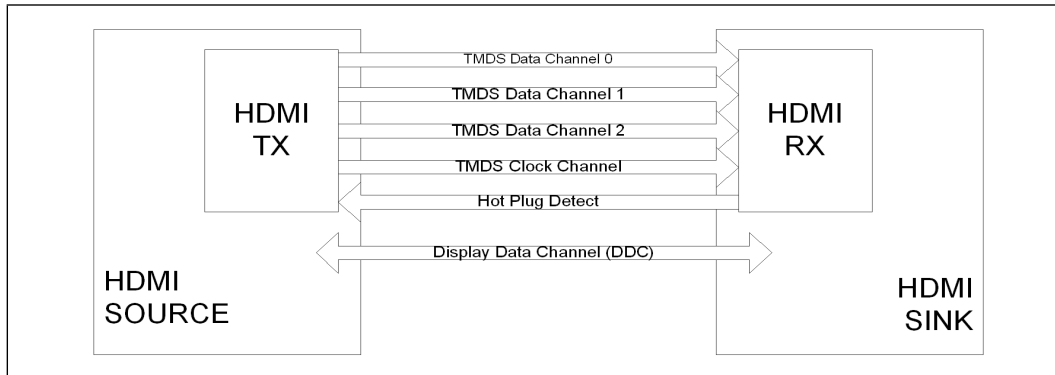 TMDS Data Channel 0
TMDS Data Channel 1
TMDS Data Channel 2
TMDS Clock Channel
Hot Plug Detect
Display Data Channel (DDC)
HDMI
TX
HDMI
RX
HDMI
SOURCE
HDMI
SINK